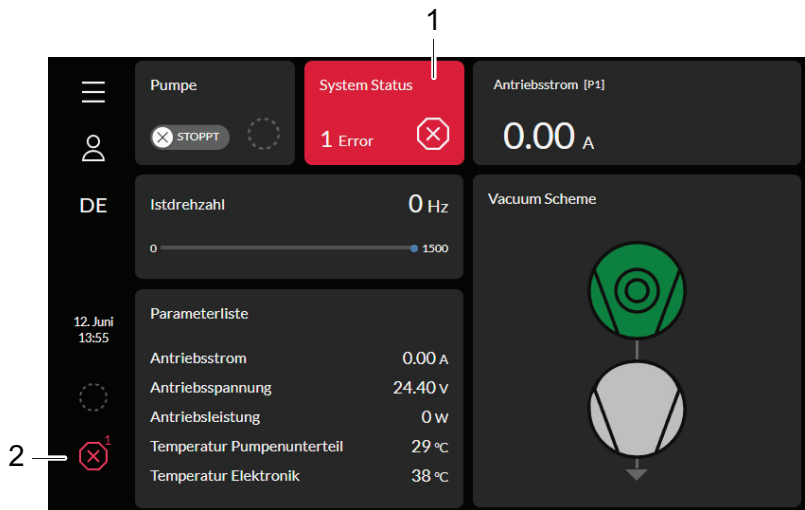 1
Pumpe
STOPPT
System Status
1 Error
Antriebsstrom [P1]
0.00 A
DE
Istdrehzahl
0 Hz
0
1500
Vacuum Scheme
12. Juni
13:55
Parameterliste
Antriebsstrom 0.00 A
Antriebsspannung 24.40 V
Antriebsleistung 0 W
Temperatur Pumpenunterteil 29 °C
Temperatur Elektronik 38 °C
1
2